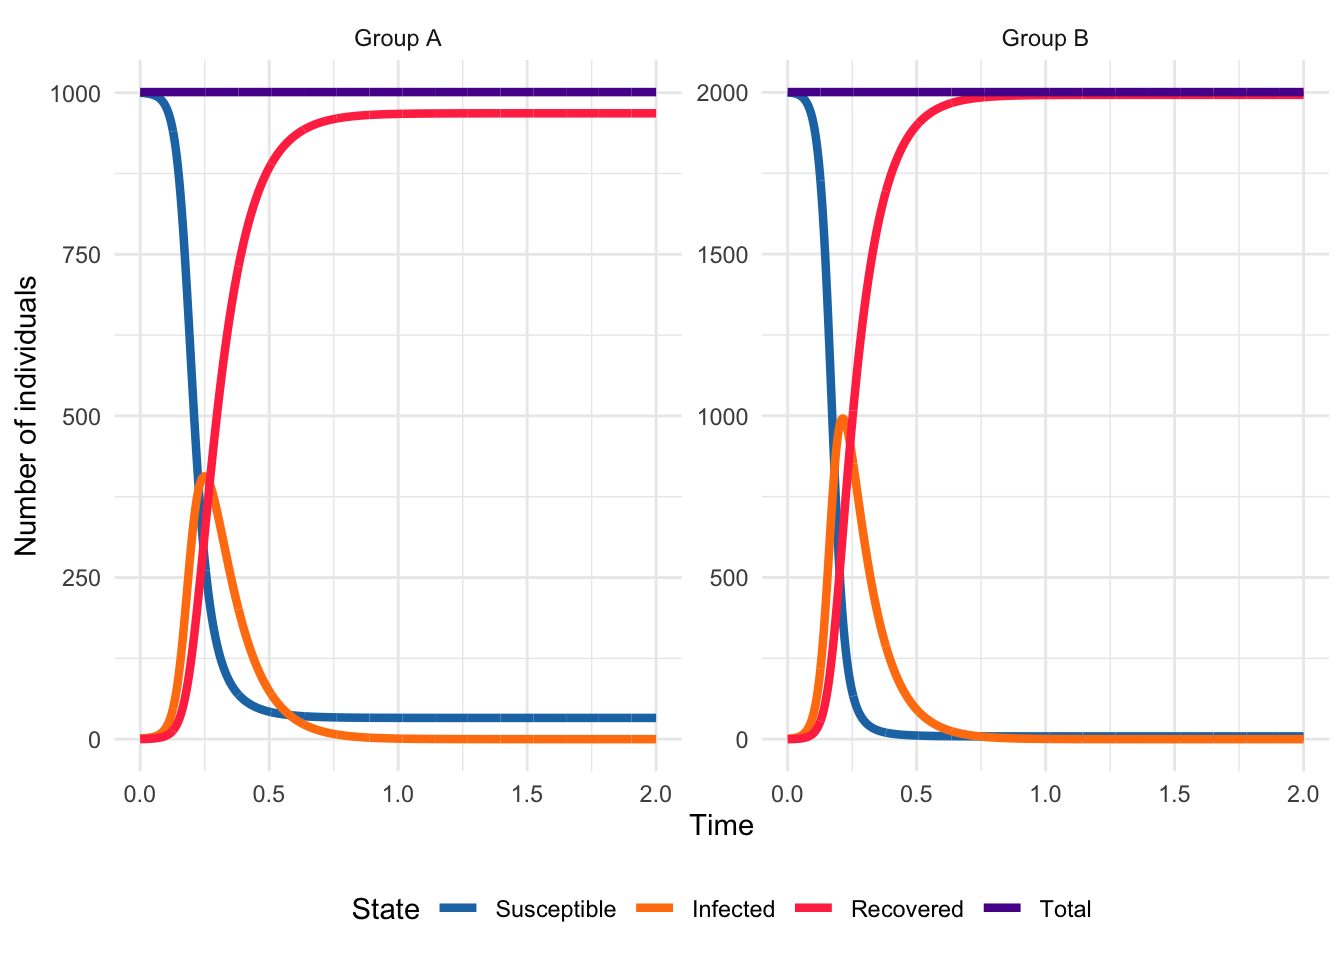 Group A
Group B
Number of individuals
1000
750
500
250
0
2000
1500
1000
500
0
0.0 0.5 1.0 1.5 2.0
0.0 0.5 1.0 1.5 2.0
Time
State Susceptible Infected Recovered Total